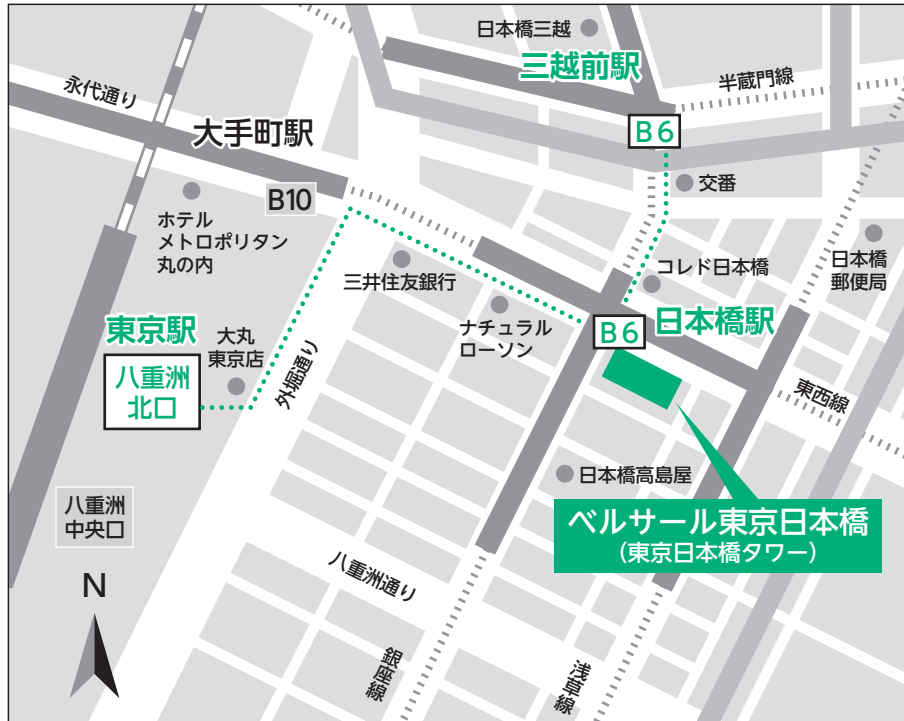 日本橋三越
三越前駅
半蔵門線
永代通り
大手町駅
B6
交番
B10
ホテル
メトロポリタン
丸の内
三井住友銀行
コレド日本橋
日本橋
郵便局
ナチュラル
ローソン
B6
日本橋駅
東京駅
八重洲
北口
大丸
東京店
外堀通り
東西線
日本橋高島屋
八重洲
中央口
ベルサール東京日本橋
（東京日本橋タワー）
八重洲通り
N
銀座線
浅草線